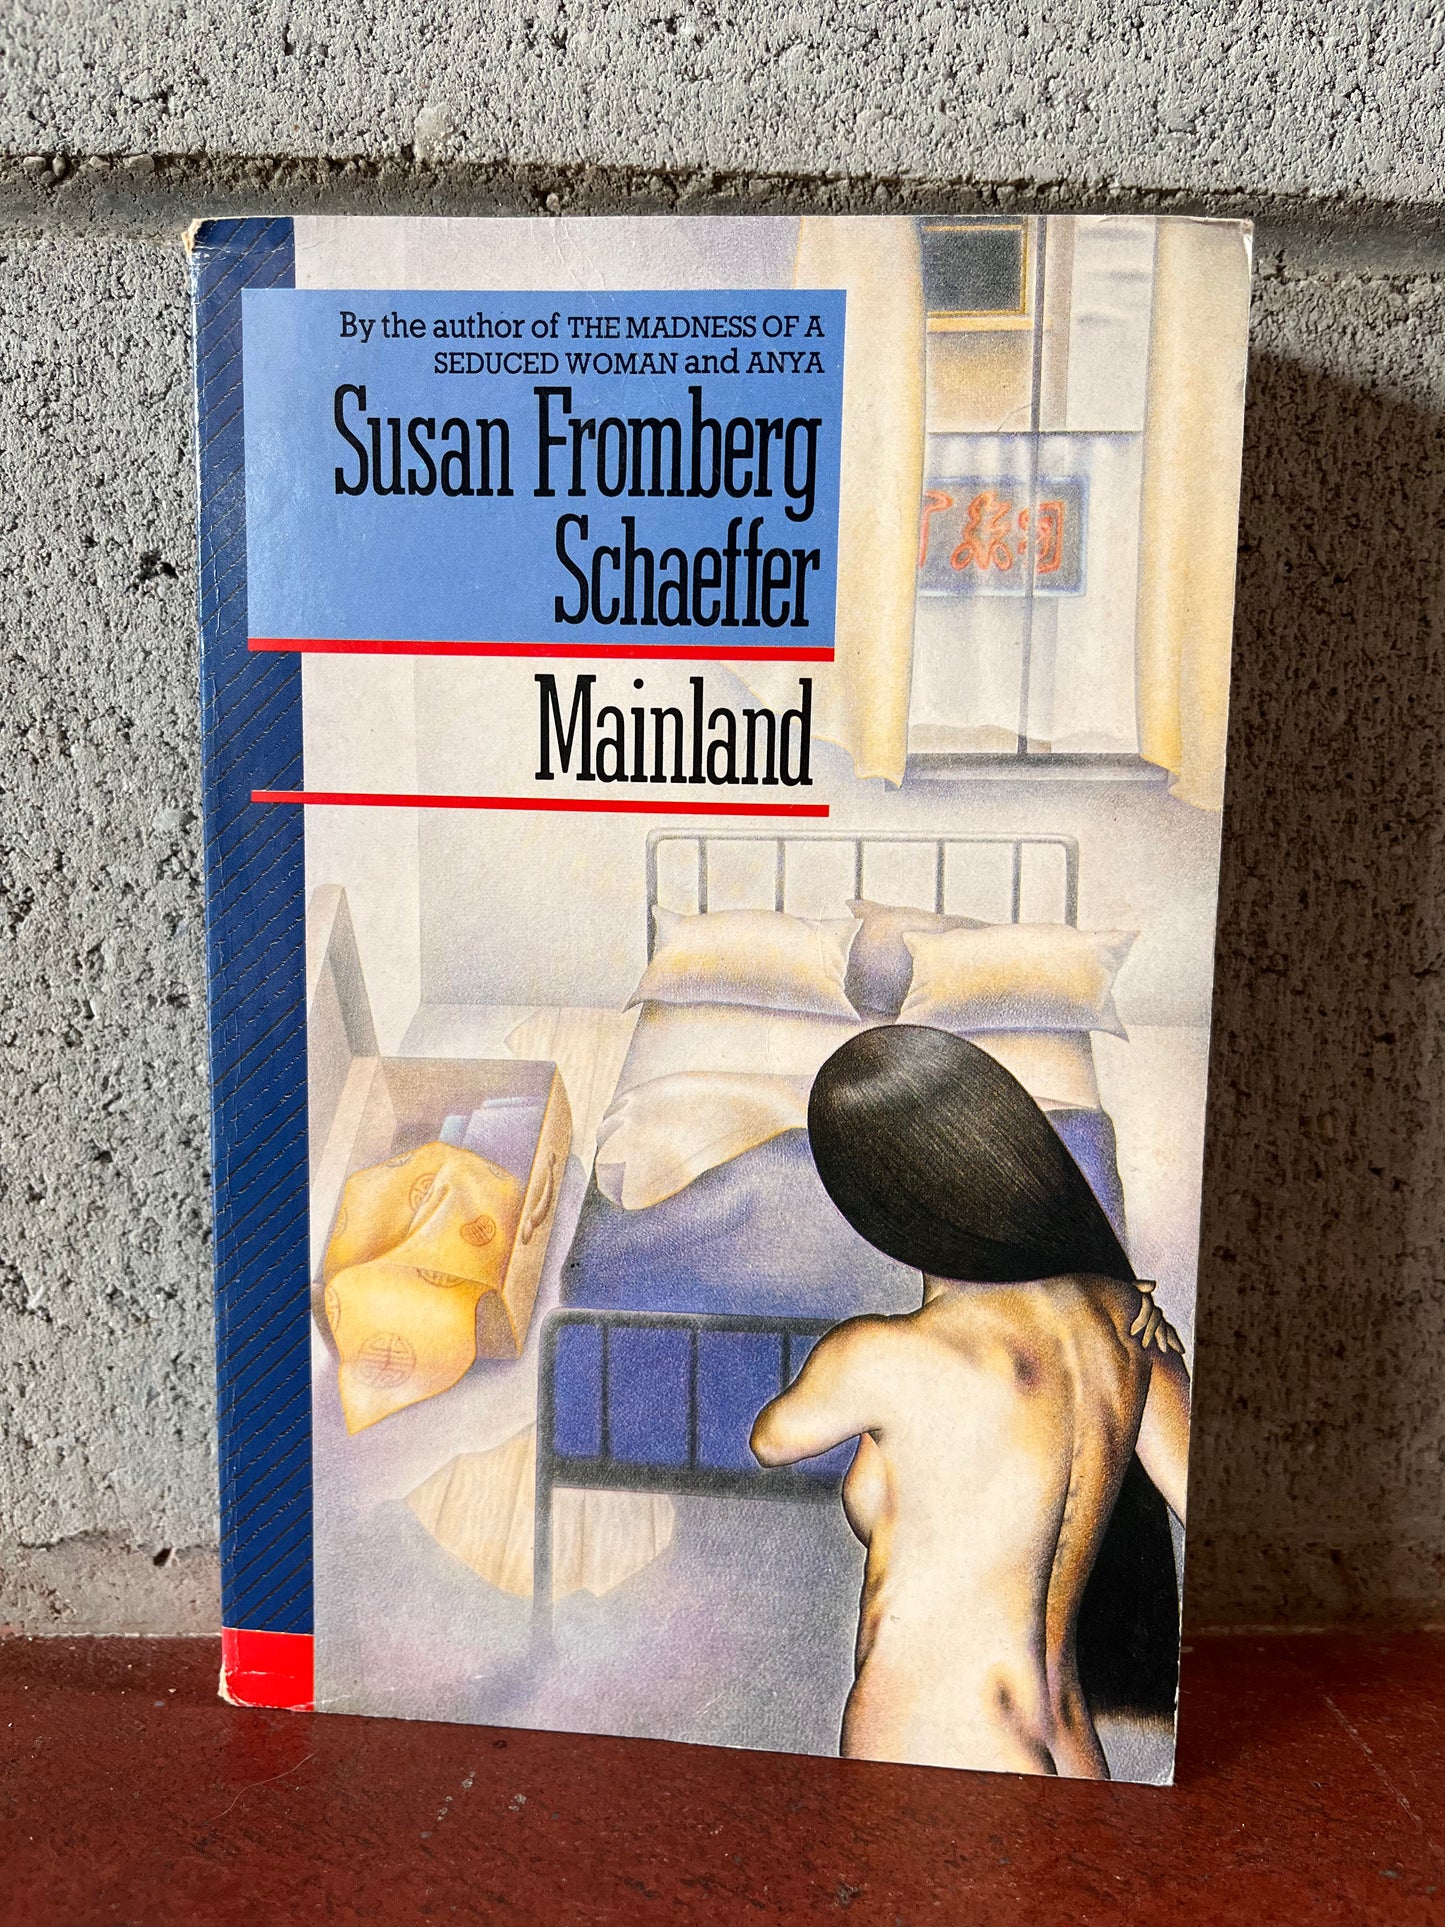 By the author of THE MADNESS OF A
SEDUCED WOMAN and ANYA
Susan Fromberg
Schaeffer
Mainland